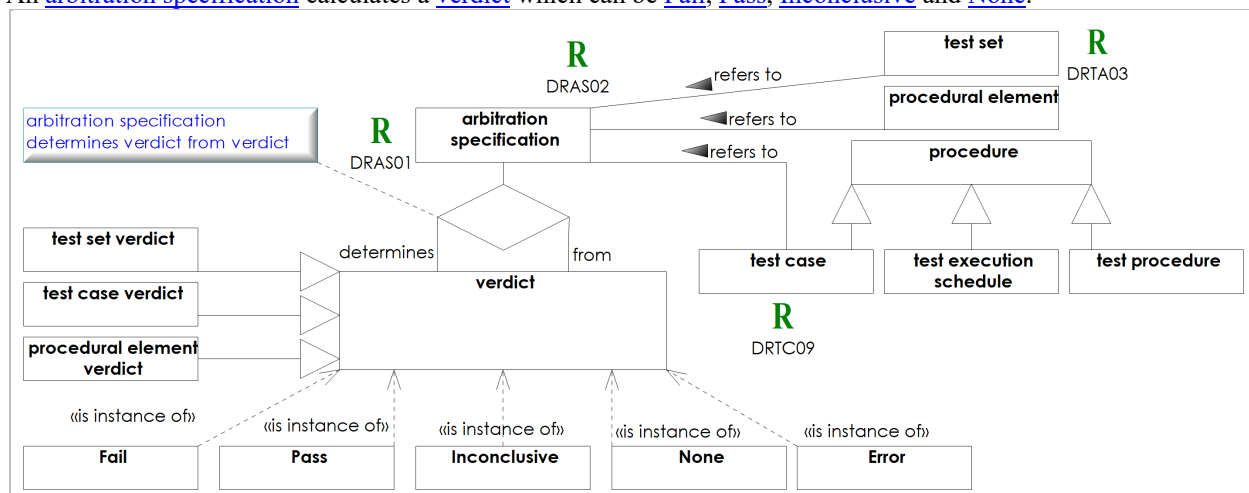 An arbitration specification calculates a verdict which can be Fail, Pass, Inconclusive and None.
test set
R
DRTA03
R
DRAS02
refers to
procedural element
arbitration
specification
refers to
arbitration specification
determines verdict from verdict
R
DRAS01
refers to
procedure
test set verdict
determines
from
test case
test execution
schedule
test procedure
verdict
test case verdict
R
DRTC09
procedural element
verdict
«is instance of»
«is instance of»
«is instance of»
«is instance of»
«is instance of»
Fail
Pass
Inconclusive
None
Error